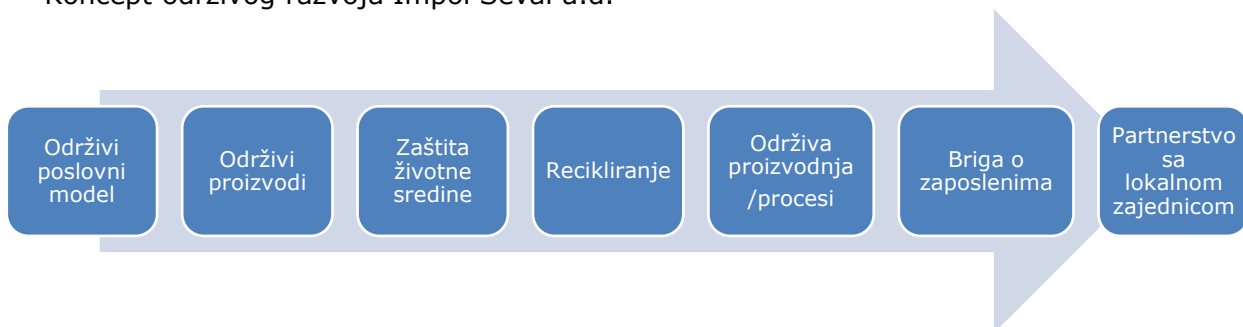 Koncept održivog razvoja Impol Seval a.d.
Održivi
poslovni
model
Održivi
proizvodi
Zaštita
životne
sredine
Recikliranje
Održiva
proizvodnja
/procesi
Briga o
zaposlenima
Partnerstvo
sa
lokalnom
zajednicom